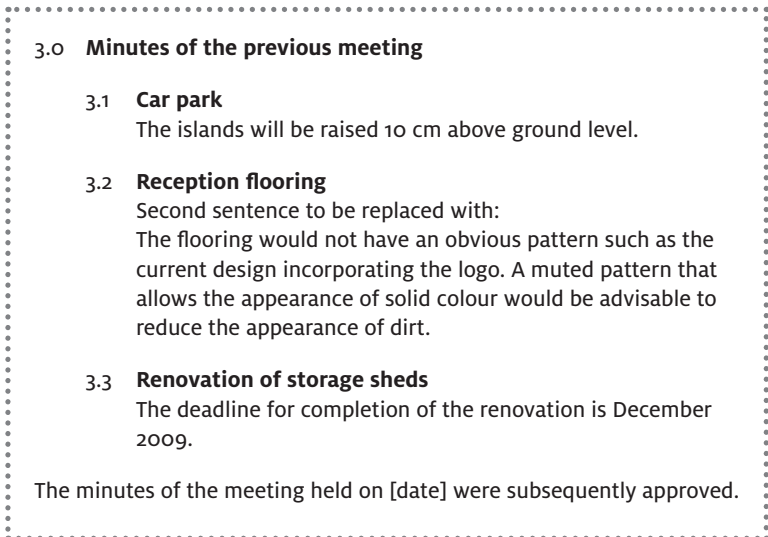 3.0 Minutes of the previous meeting
3.1 Car park
The islands will be raised 10 cm above ground level.
3.2 Reception flooring
Second sentence to be replaced with:
The flooring would not have an obvious pattern such as the
current design incorporating the logo. A muted pattern that
allows the appearance of solid colour would be advisable to
reduce the appearance of dirt.
3.3 Renovation of storage sheds
The deadline for completion of the renovation is December
2009.
The minutes of the meeting held on [date] were subsequently approved.